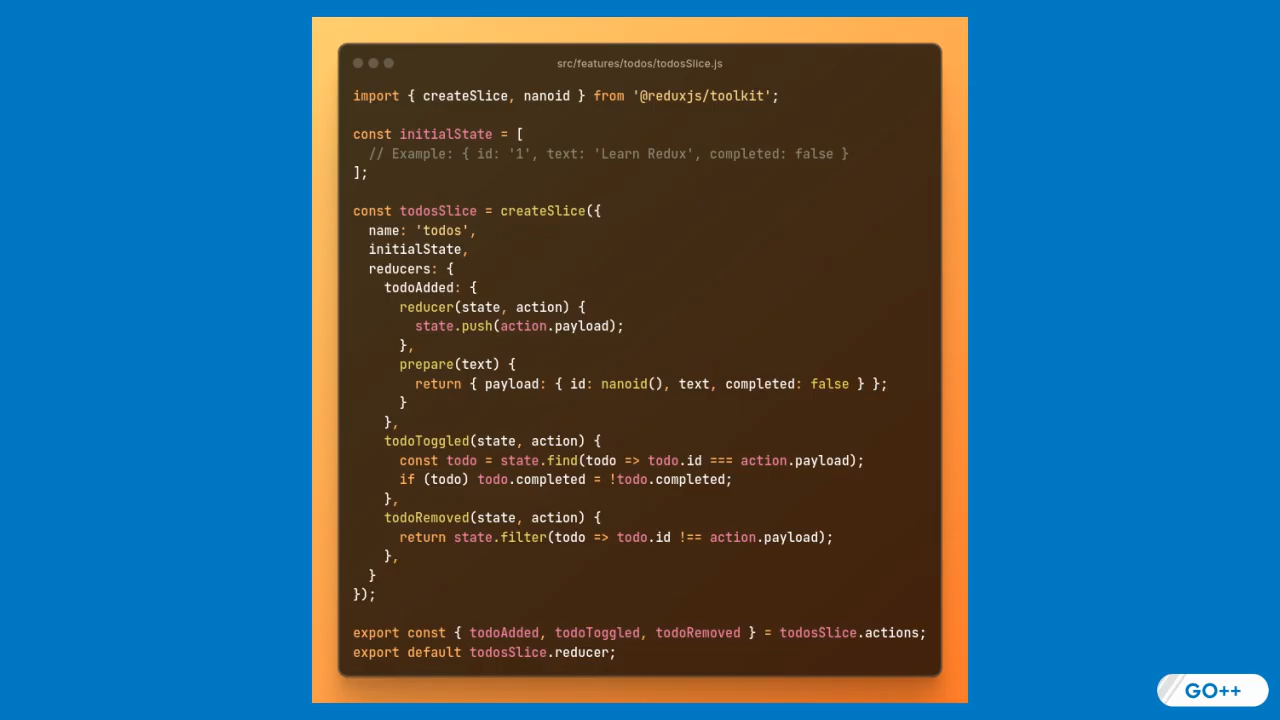 src/features/todos/todosSlice.js
import { createSlice, nanoid } from '@reduxjs/toolkit';
const initialState = [
  // Example: { id: '1', text: 'Learn Redux', completed: false }
];
const todosSlice = createSlice({
  name: 'todos',
  initialState,
  reducers: {
    todoAdded: {
      reducer(state, action) {
        state.push(action.payload);
      },
      prepare(text) {
        return { payload: { id: nanoid(), text, completed: false } };
      }
    },
    todoToggled(state, action) {
      const todo = state.find(todo => todo.id === action.payload);
      if (todo) todo.completed = !todo.completed;
    },
    todoRemoved(state, action) {
      return state.filter(todo => todo.id !== action.payload);
    },
  }
});
export const { todoAdded, todoToggled, todoRemoved } = todosSlice.actions;
export default todosSlice.reducer;
GO++